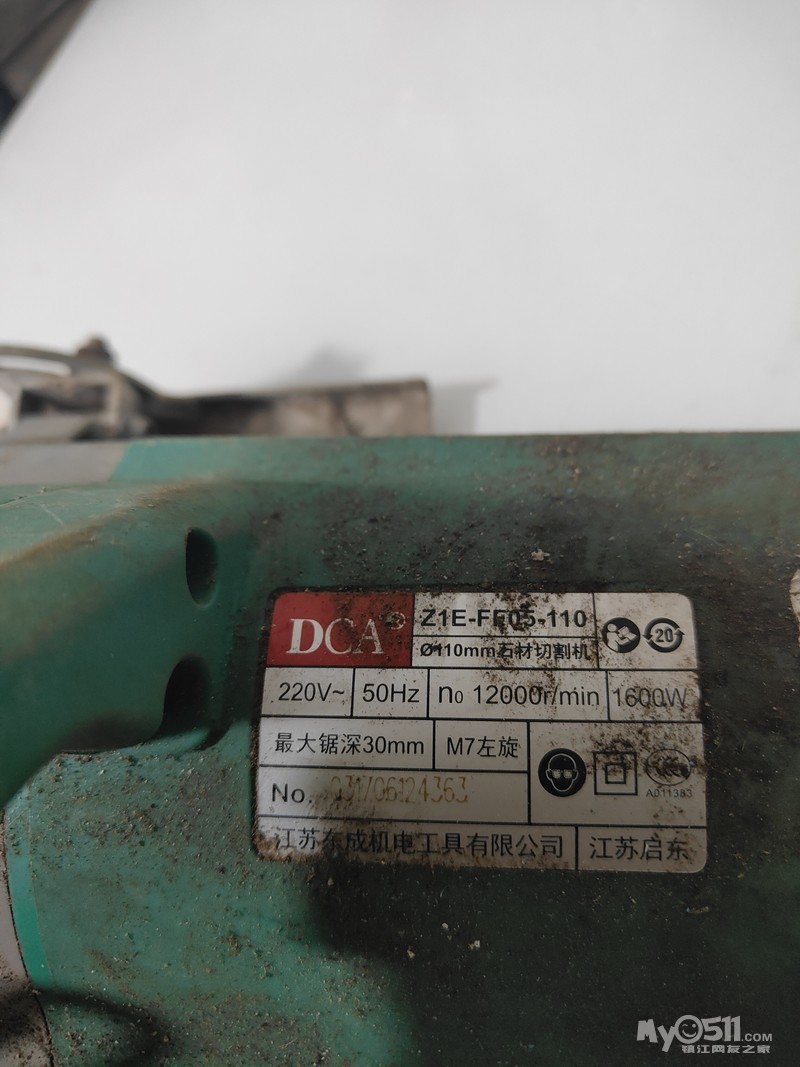 DCA® Z1E-FF05-110
Ø110mm石材切割机
20
220V~ 50Hz n0 12000r/min 1600W
最大锯深30mm M7左旋
No. 031706124363
A011383
江苏东成机电工具有限公司 江苏启东
My0511.COM
镇江网友之家